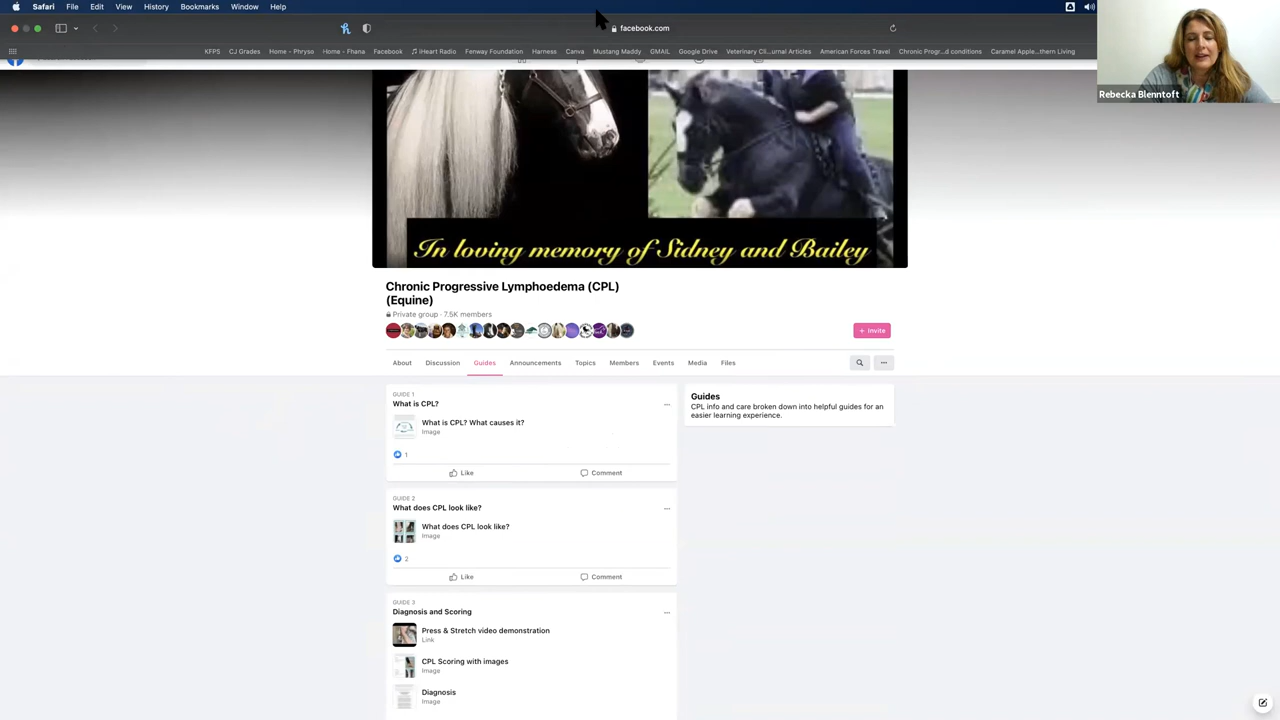 Safari File Edit View History Bookmarks Window Help
facebook.com
KFPS CJ Grades Home - Phryso Home - Fhana Facebook iHeart Radio Fenway Foundation Harness Canva Mustang Maddy GMAIL Google Drive Veterinary Cl...urnal Articles American Forces Travel Chronic Progr...d conditions Caramel Apple...thern Living
Rebecka Blenntoft
In loving memory of Sidney and Bailey
Chronic Progressive Lymphoedema (CPL)
(Equine)
Private group · 7.5K members
+ Invite
About Discussion Guides Announcements Topics Members Events Media Files
GUIDE 1
What is CPL?
What is CPL? What causes it?
Image
1
Like Comment
GUIDE 2
What does CPL look like?
What does CPL look like?
Image
2
Like Comment
GUIDE 3
Diagnosis and Scoring
Press & Stretch video demonstration
Link
CPL Scoring with images
Image
Diagnosis
Image
Guides
CPL info and care broken down into helpful guides for an
easier learning experience.